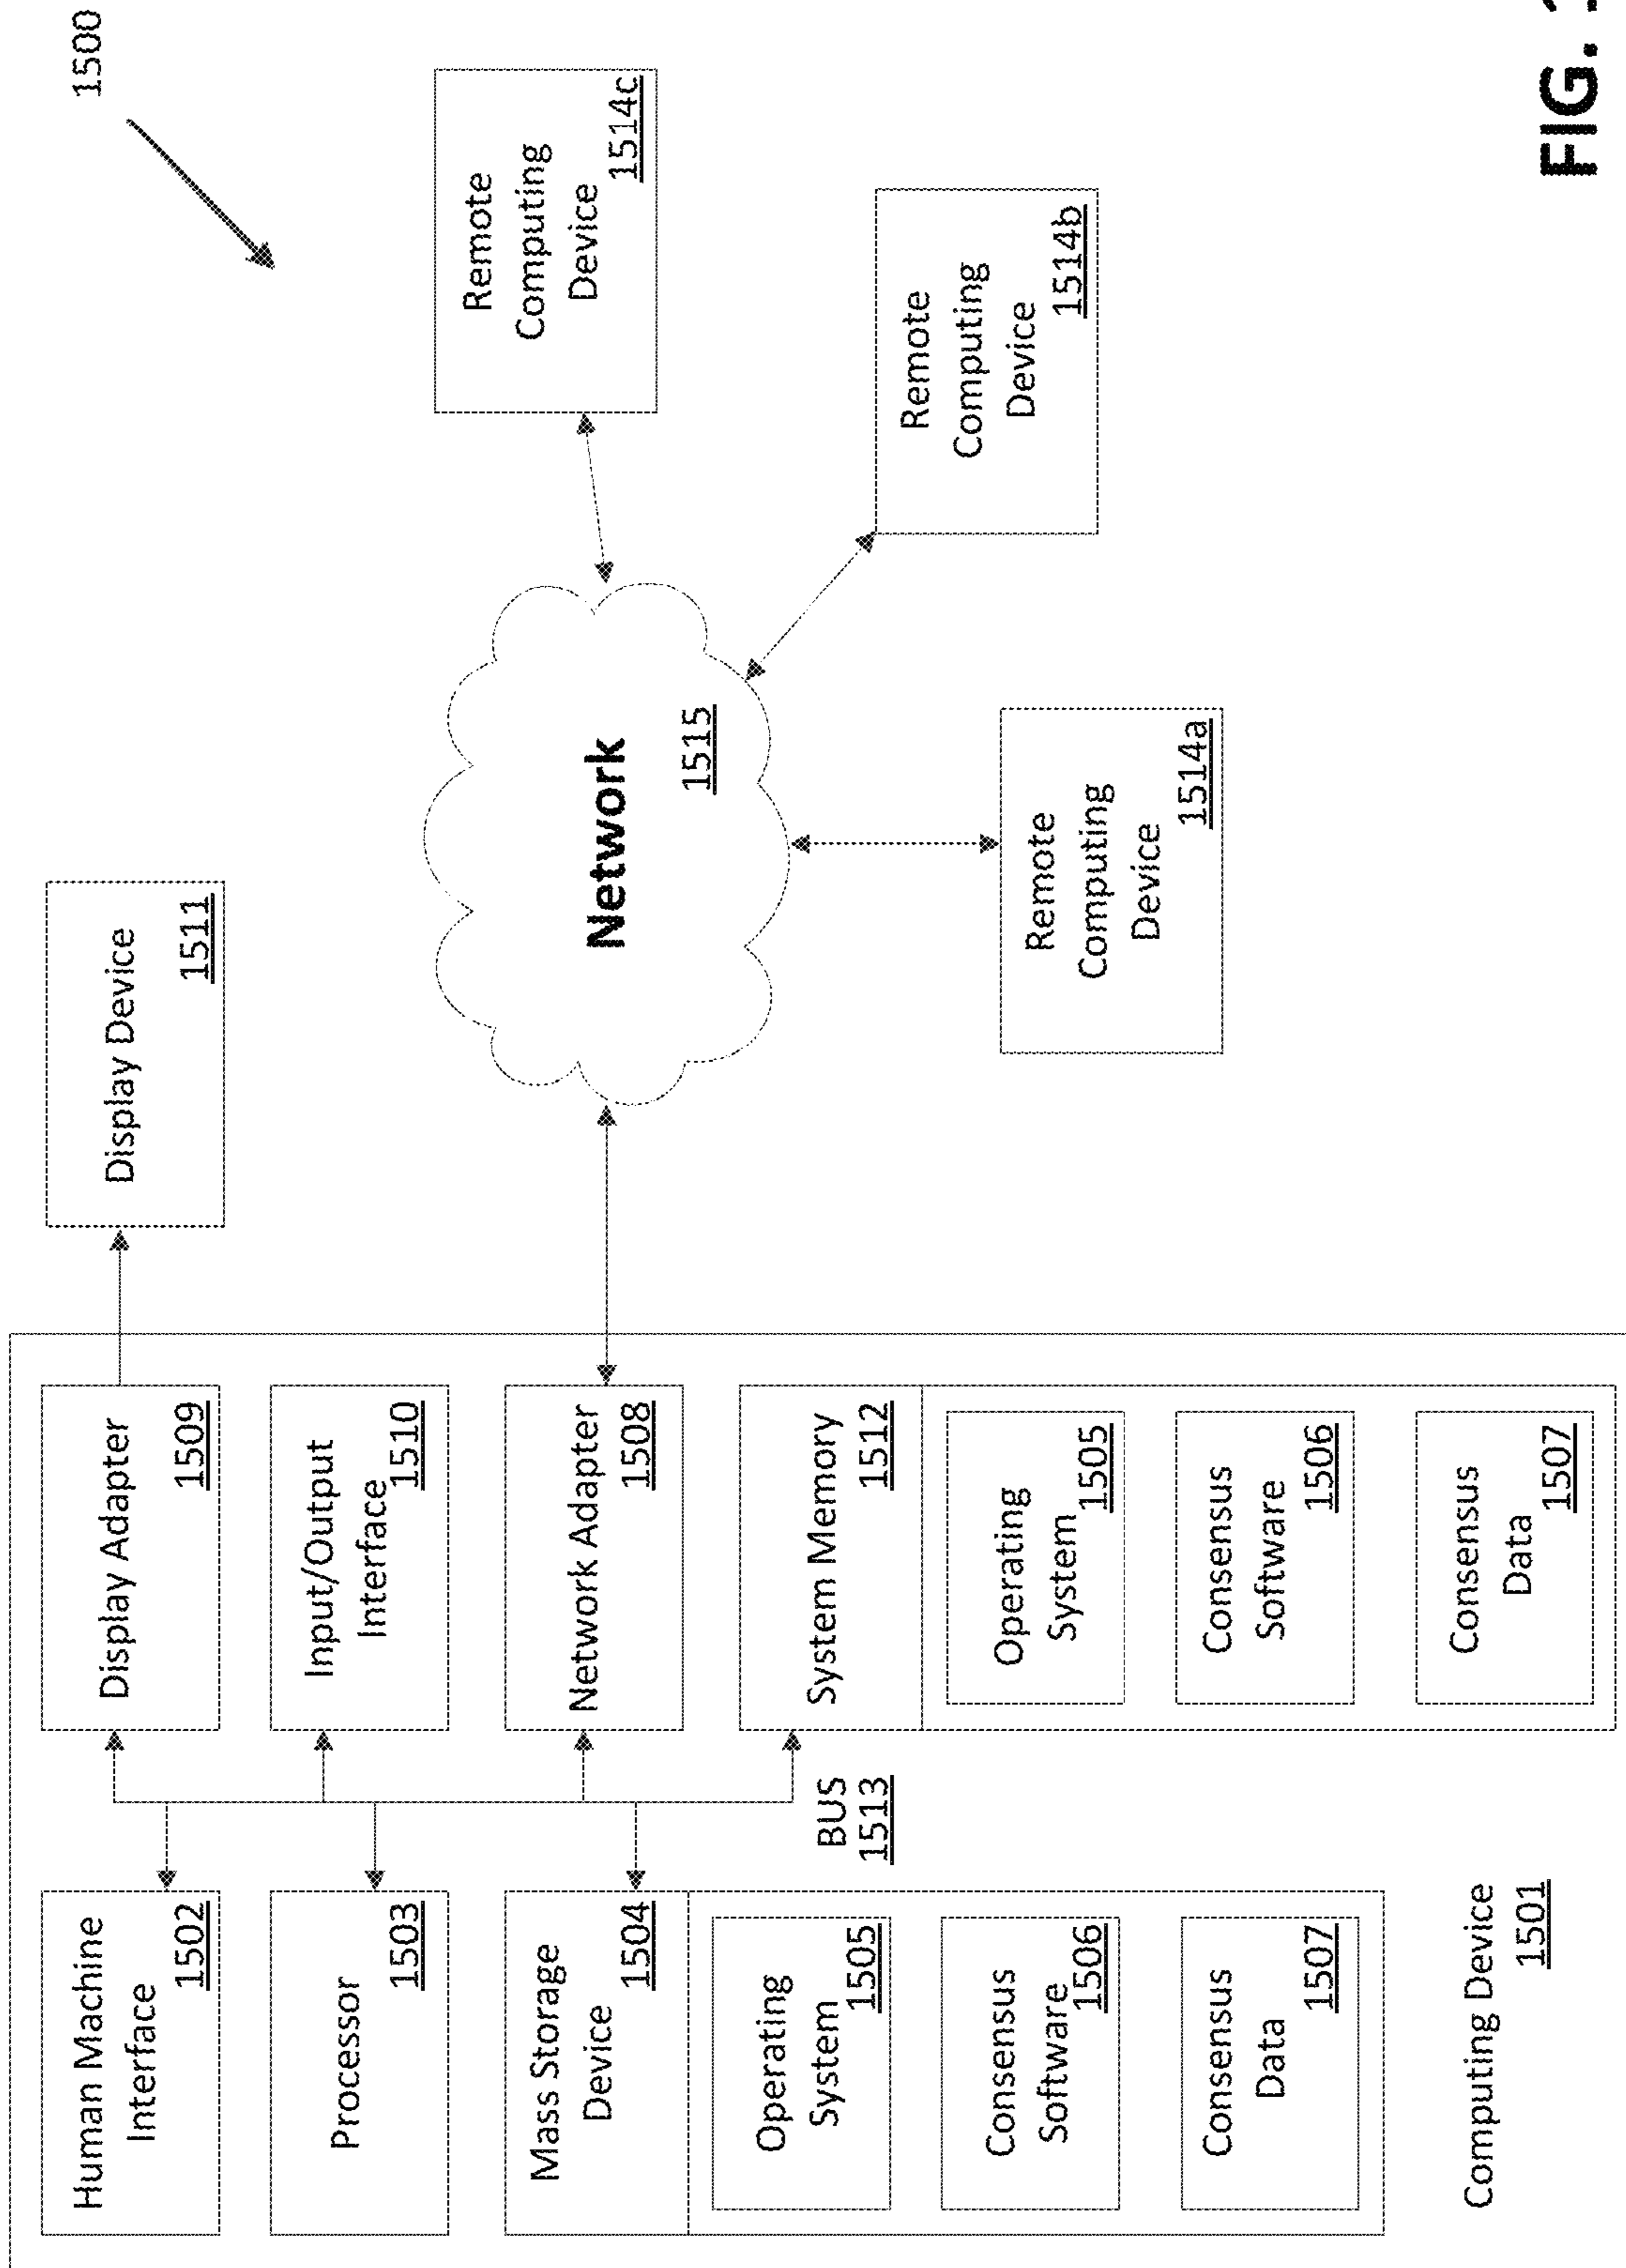 1500
Human Machine
Interface
1502
Display Adapter
1509
Display Device
1511
Processor
1503
Input/Output
Interface
1510
Mass Storage
Device
1504
Network Adapter
1508
Network
1515
Remote
Computing
Device
1514c
Operating
System
1505
Consensus
Software
1506
Consensus
Data
1507
BUS
1513
System Memory
1512
Operating
System
1505
Consensus
Software
1506
Consensus
Data
1507
Remote
Computing
Device
1514a
Remote
Computing
Device
1514b
Computing Device
1501
FIG.